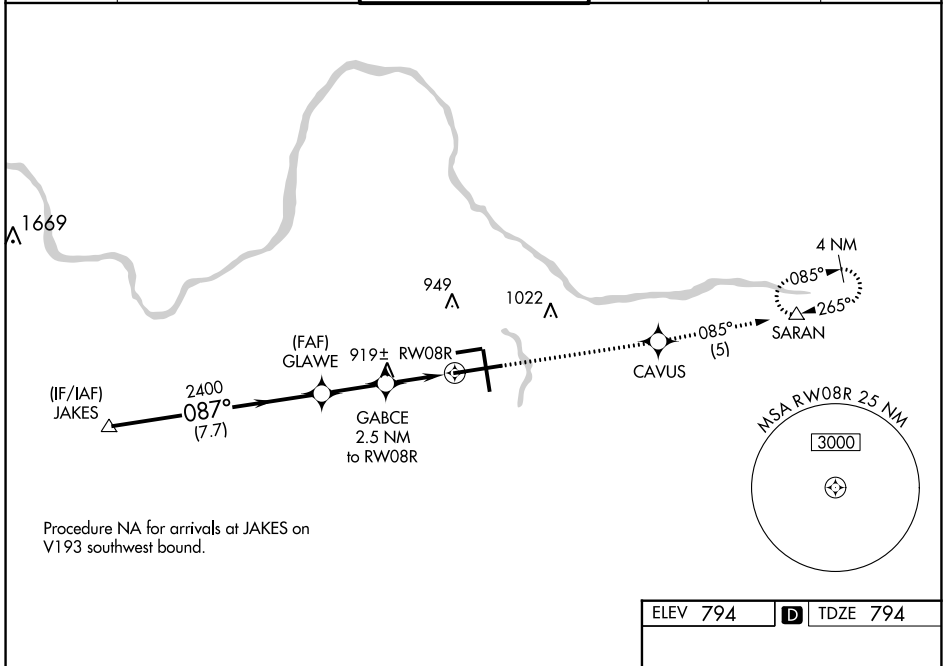 1669
4 NM
085°
265°
SARAN
949
1022
085°
(5)
CAVUS
(FAF)
GLAWE
919±
RW08R
(IF/IAF)
JAKES
2400
087°
(7.7)
GABCE
2.5 NM
to RW08R
MSA RW08R 25 NM
3000
Procedure NA for arrivals at JAKES on
V193 southwest bound.
ELEV 794 D TDZE 794